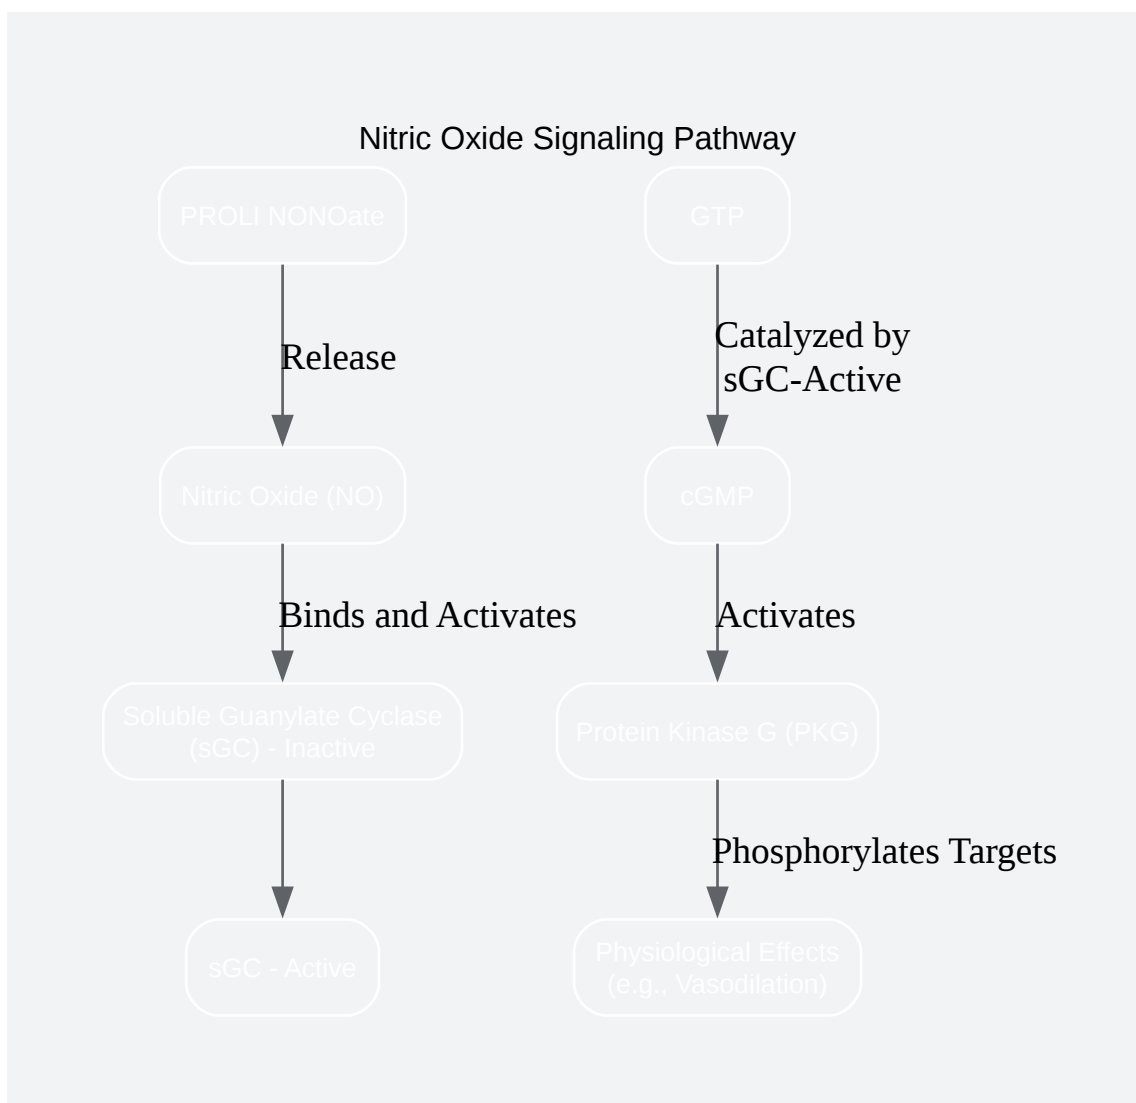 Nitric Oxide Signaling Pathway
PROLI NONOate
GTP
Release
Catalyzed by
sGC-Active
Nitric Oxide (NO)
cGMP
Binds and Activates
Activates
Soluble Guanylate Cyclase
(sGC) - Inactive
Protein Kinase G (PKG)
Phosphorylates Targets
sGC - Active
Physiological Effects
(e.g., Vasodilation)